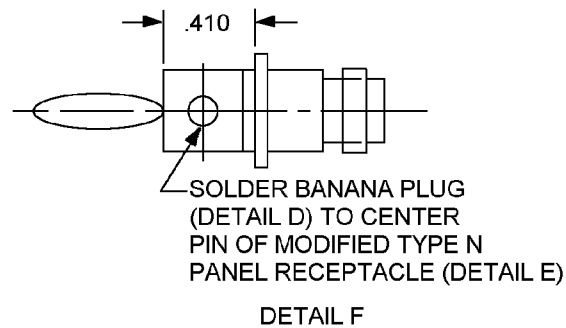 .410
SOLDER BANANA PLUG
(DETAIL D) TO CENTER
PIN OF MODIFIED TYPE N
PANEL RECEPTACLE (DETAIL E)
DETAIL F